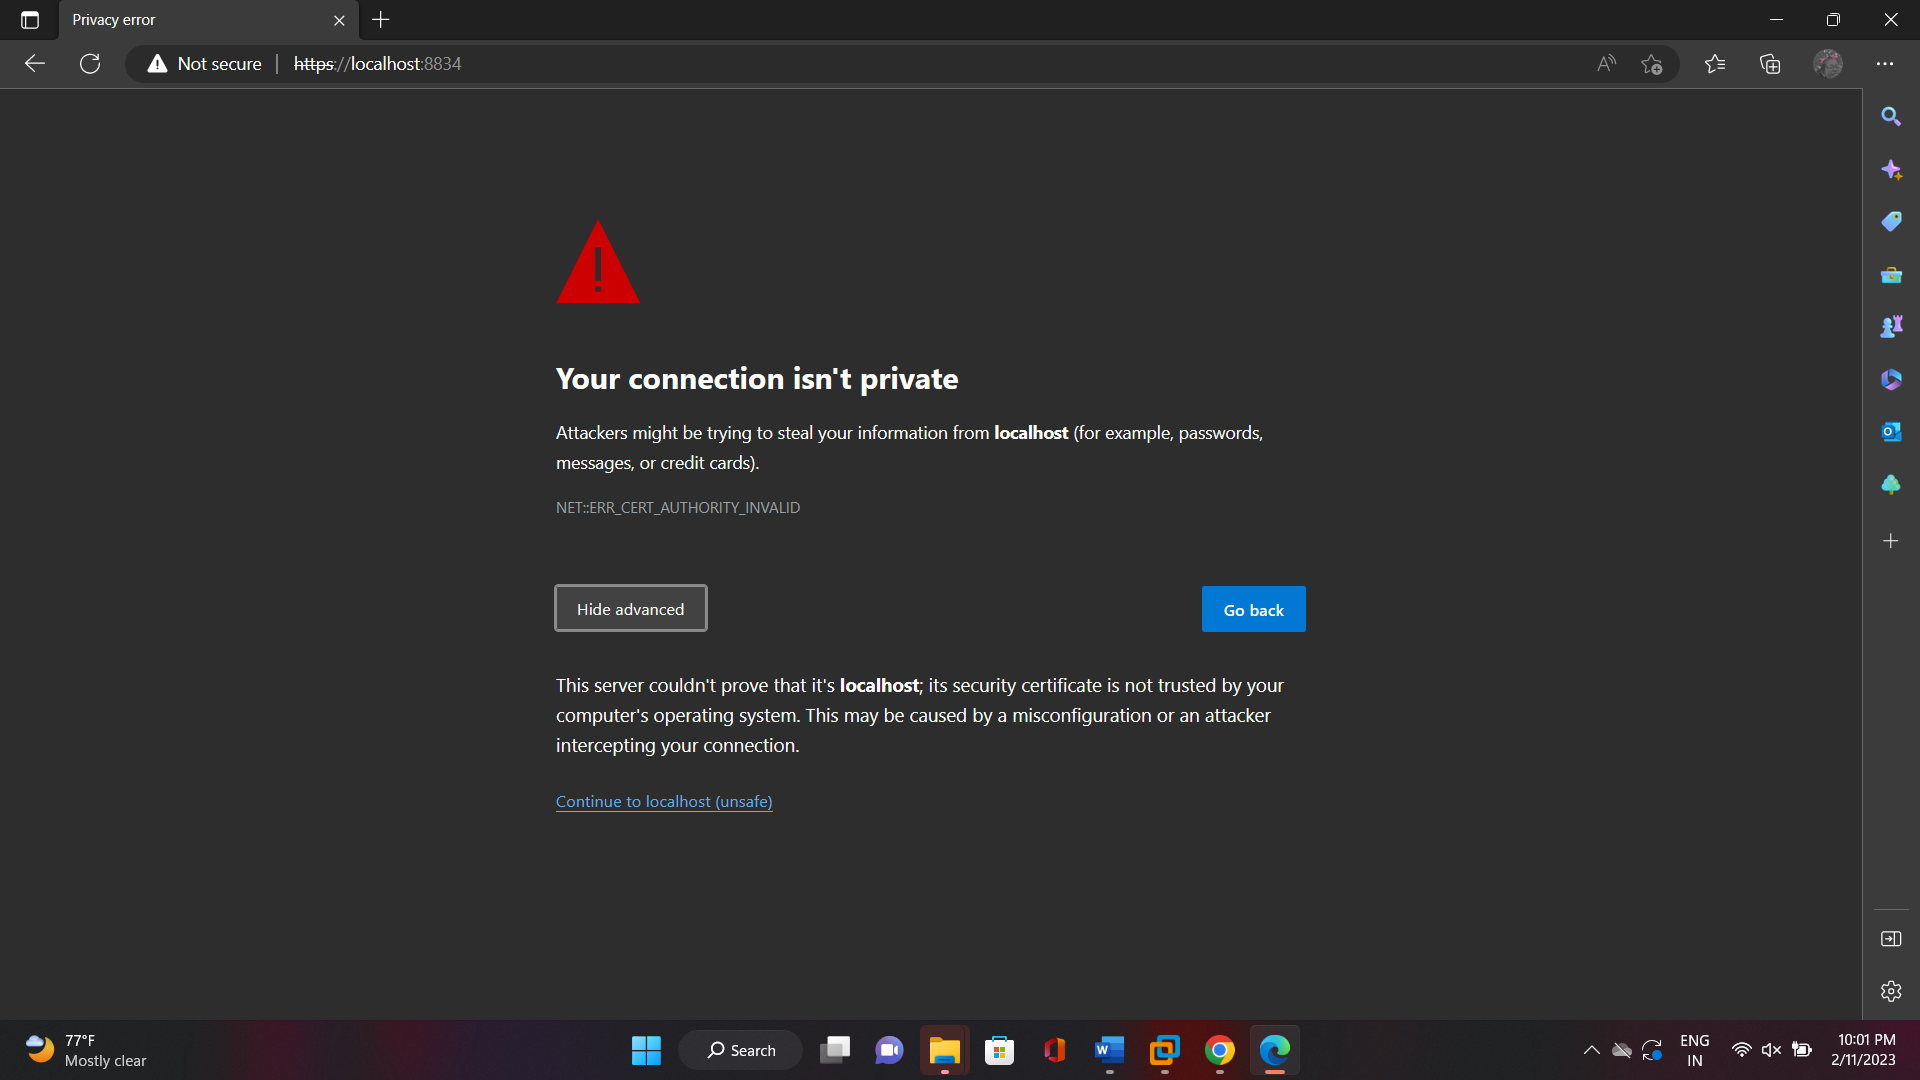 Privacy error
Not secure
https://localhost:8834
Your connection isn't private
Attackers might be trying to steal your information from localhost (for example, passwords,
messages, or credit cards).
NET::ERR_CERT_AUTHORITY_INVALID
Hide advanced
Go back
This server couldn't prove that it's localhost; its security certificate is not trusted by your
computer's operating system. This may be caused by a misconfiguration or an attacker
intercepting your connection.
Continue to localhost (unsafe)
77°F
Mostly clear
Search
ENG
IN
10:01 PM
2/11/2023